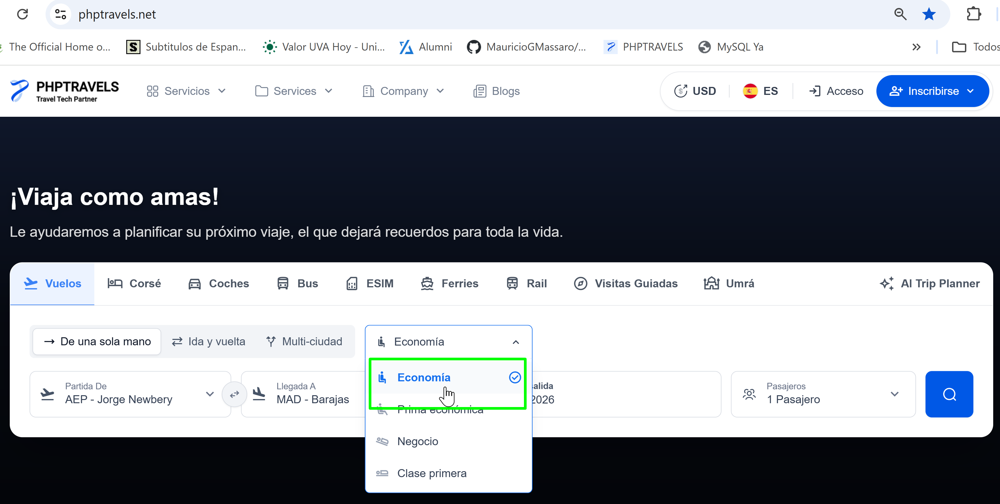 phptravels.net
The Official Home o...
Subtitulos de Espan...
Valor UVA Hoy - Uni...
Alumni
MauricioGMassaro/...
PHPTRAVELS
MySQL Ya
Todos
PHPTRAVELS
Travel Tech Partner
Servicios
Services
Company
Blogs
USD
ES
Acceso
Inscribirse
¡Viaja como amas!
Le ayudaremos a planificar su próximo viaje, el que dejará recuerdos para toda la vida.
Vuelos
Corsé
Coches
Bus
ESIM
Ferries
Rail
Visitas Guiadas
Umrá
AI Trip Planner
De una sola mano
Ida y vuelta
Multi-ciudad
Economía
Partida De
AEP - Jorge Newbery
Llegada A
MAD - Barajas
Economía
Prima económica
Negocio
Clase primera
alida
2026
Pasajeros
1 Pasajero